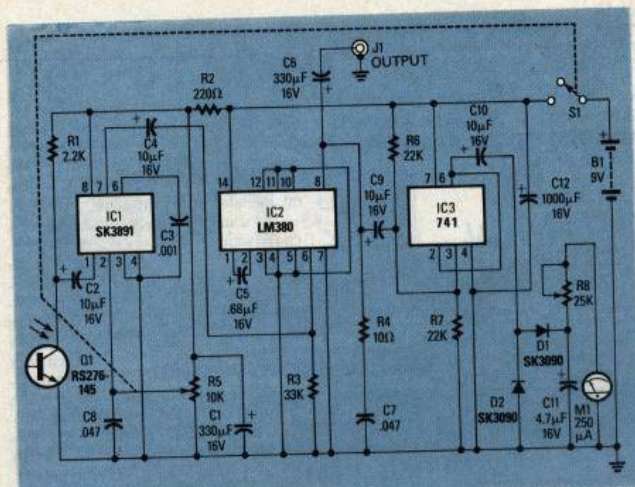 C6
330μF
16V
J1
OUTPUT
R2
220Ω
S1
R1
2.2K
C4
10μF
16V
R6
22K
C10
10μF
16V
B1
9V
8 7 6
IC1
SK3891
1 2 3 4
C3
.001
14 12 11 10 8
IC2
LM380
1 2 3 4 5 6 7
C9
10μF
16V
7 6
IC3
741
2 3 4
C12
1000μF
16V
C2
10μF
16V
C5
.68μF
16V
R4
10Ω
R7
22K
R8
25K
D1
SK3090
Q1
RS276-
145
C8
.047
R5
10K
C1
330μF
16V
R3
33K
C7
.047
D2
SK3090
C11
4.7μF
16V
M1
250
μA